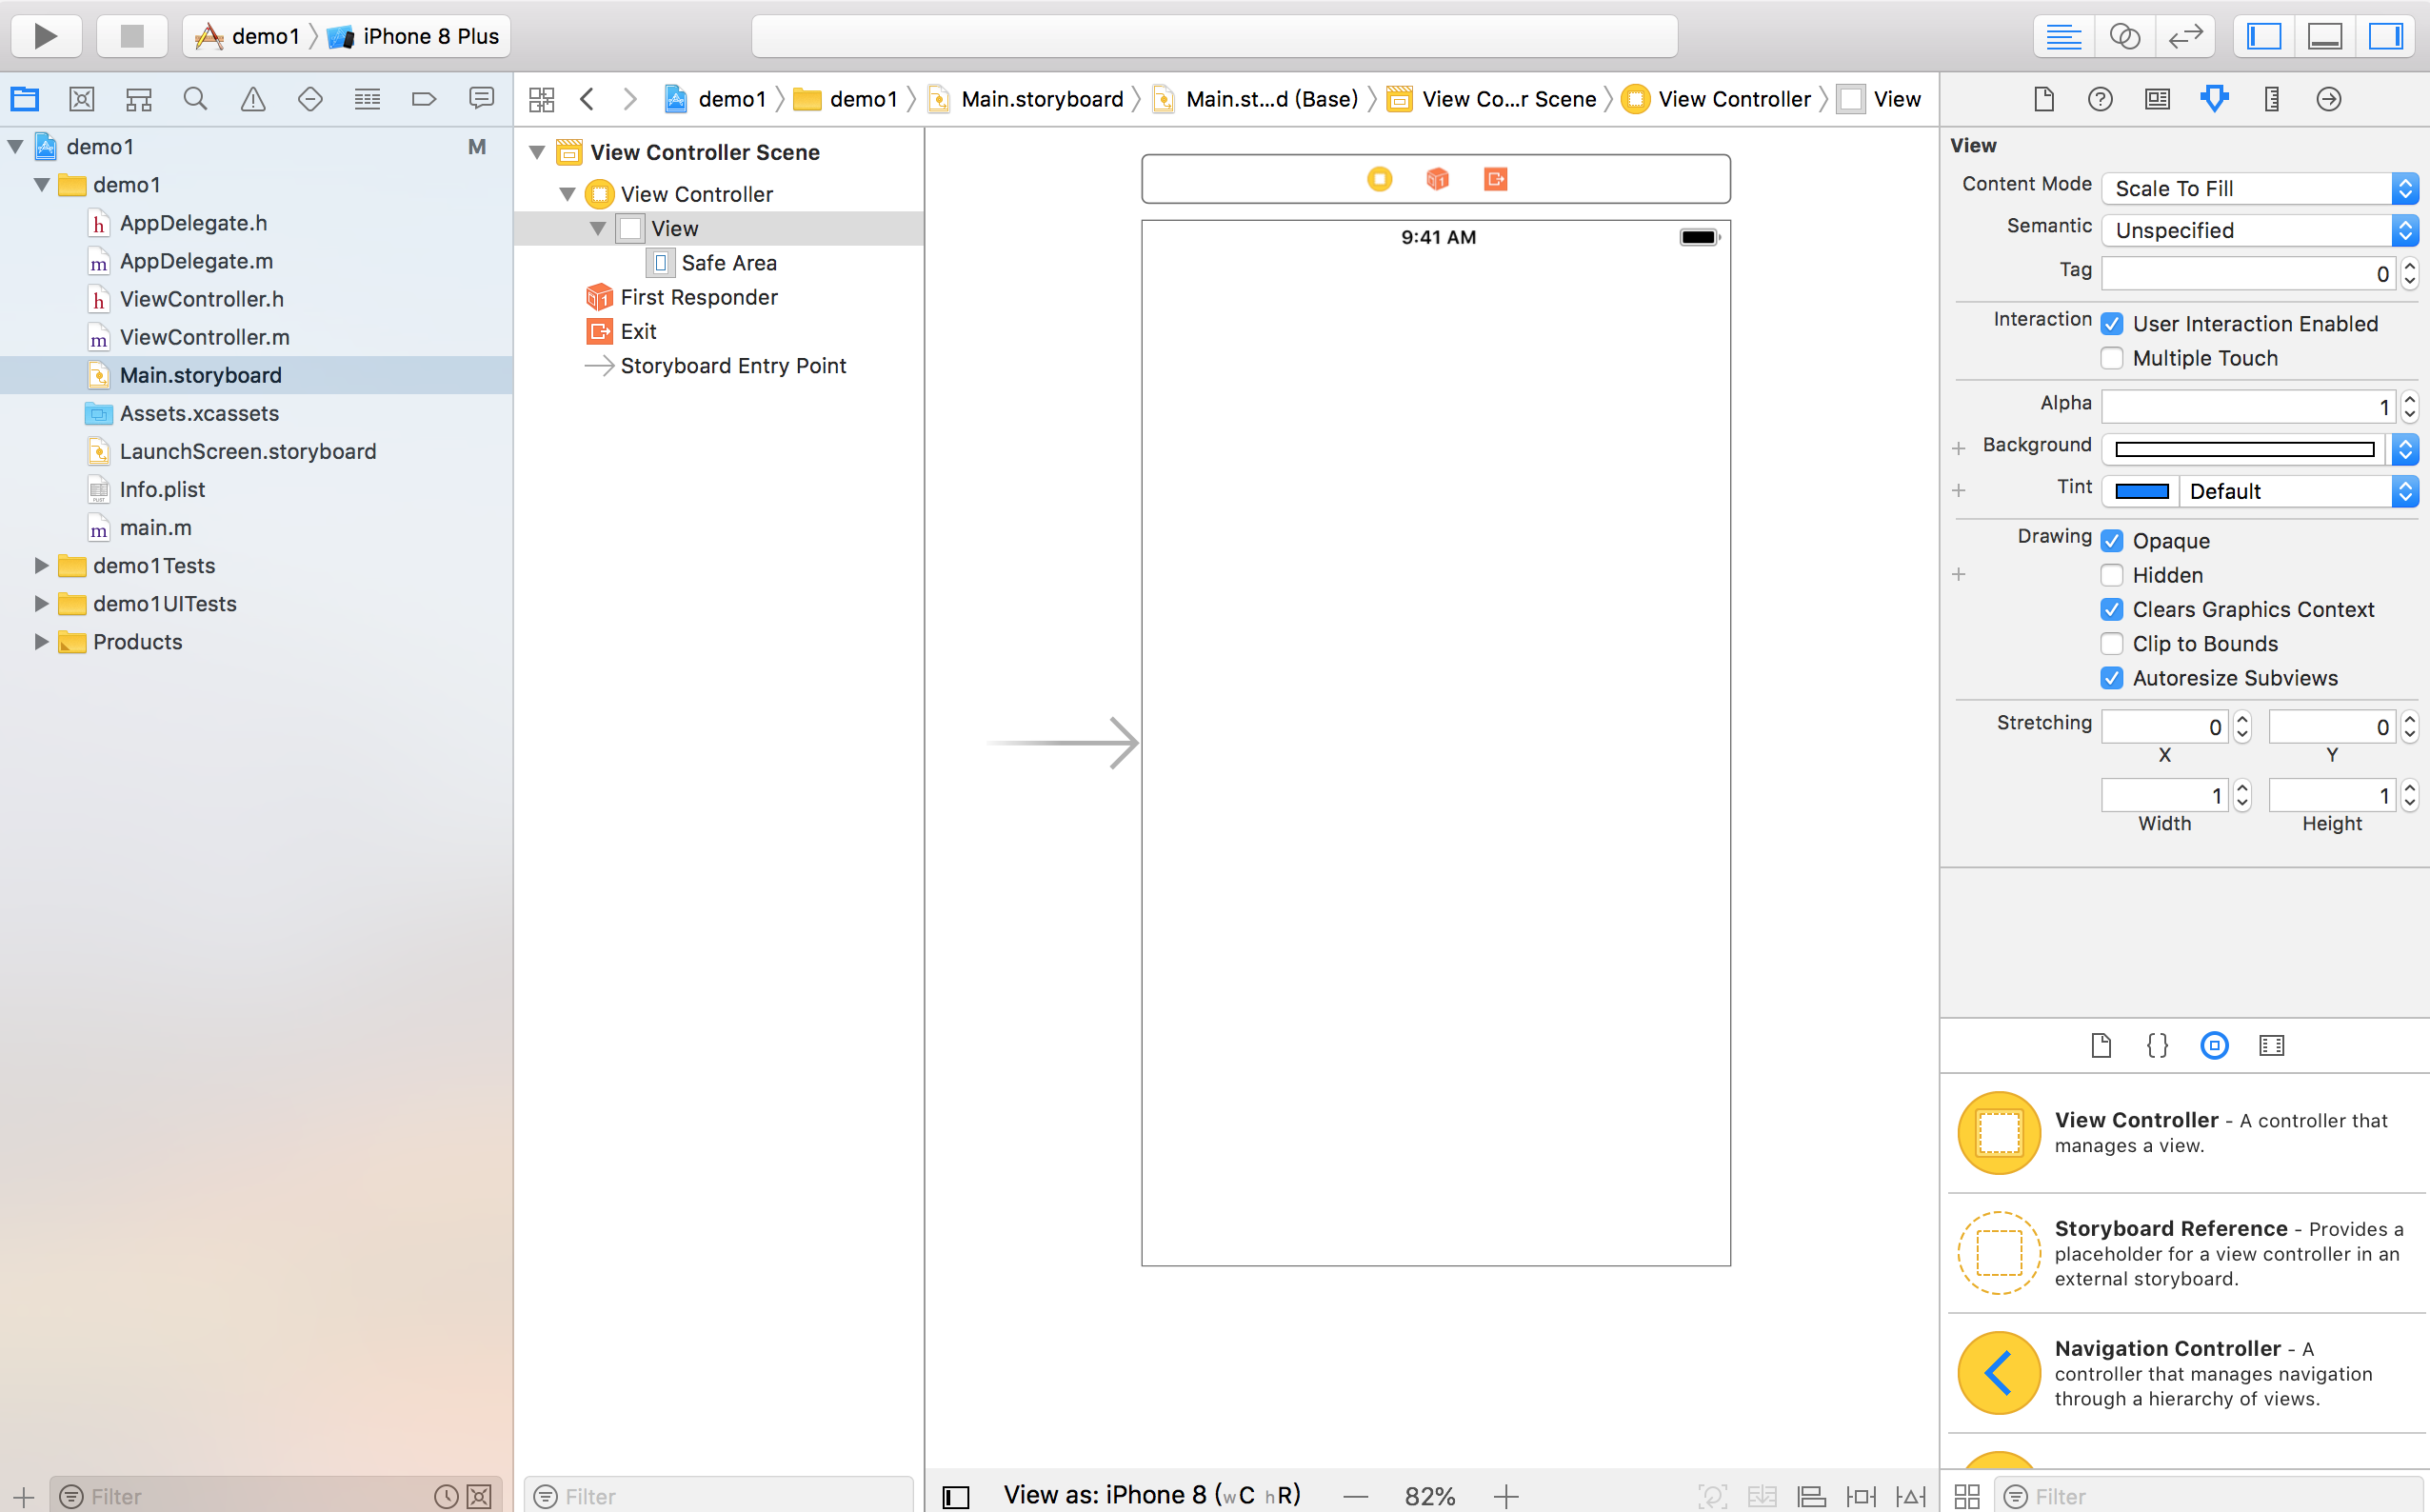 demo1 iPhone 8 Plus
demo1 demo1 Main.storyboard Main.st...d (Base) View Co...r Scene View Controller View
demo1 M
demo1
h AppDelegate.h
m AppDelegate.m
h ViewController.h
m ViewController.m
Main.storyboard
Assets.xcassets
LaunchScreen.storyboard
Info.plist
m main.m
demo1Tests
demo1UITests
Products
Filter
View Controller Scene
View Controller
View
Safe Area
First Responder
Exit
Storyboard Entry Point
Filter
9:41 AM
View as: iPhone 8 (wC hR) 82%
View
Content Mode Scale To Fill
Semantic Unspecified
Tag 0
Interaction User Interaction Enabled
Multiple Touch
Alpha 1
Background
Tint Default
Drawing Opaque
Hidden
Clears Graphics Context
Clip to Bounds
Autoresize Subviews
Stretching 0 0
X Y
1 1
Width Height
View Controller - A controller that
manages a view.
Storyboard Reference - Provides a
placeholder for a view controller in an
external storyboard.
Navigation Controller - A
controller that manages navigation
through a hierarchy of views.
Filter